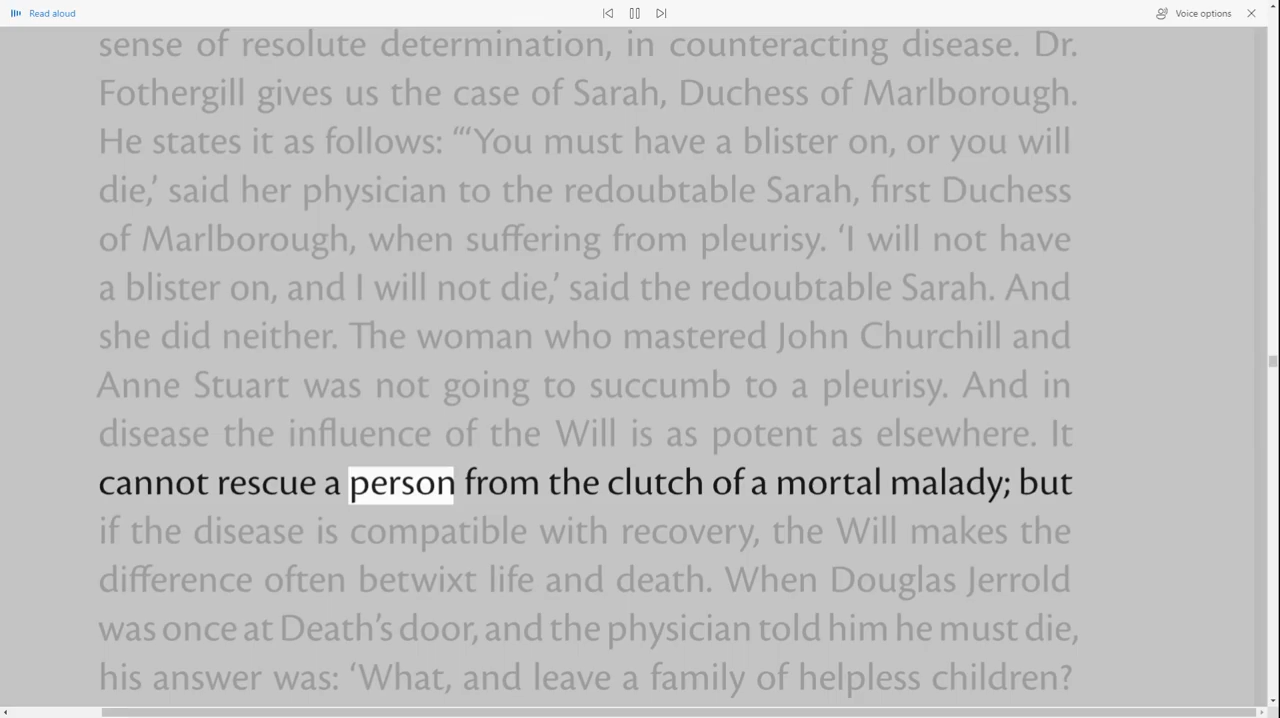 Read aloud
Voice options
sense of resolute determination, in counteracting disease. Dr.
Fothergill gives us the case of Sarah, Duchess of Marlborough.
He states it as follows: “‘You must have a blister on, or you will
die,’ said her physician to the redoubtable Sarah, first Duchess
of Marlborough, when suffering from pleurisy. ‘I will not have
a blister on, and I will not die,’ said the redoubtable Sarah. And
she did neither. The woman who mastered John Churchill and
Anne Stuart was not going to succumb to a pleurisy. And in
disease the influence of the Will is as potent as elsewhere. It
cannot rescue a person from the clutch of a mortal malady; but
if the disease is compatible with recovery, the Will makes the
difference often betwixt life and death. When Douglas Jerrold
was once at Death’s door, and the physician told him he must die,
his answer was: ‘What, and leave a family of helpless children?